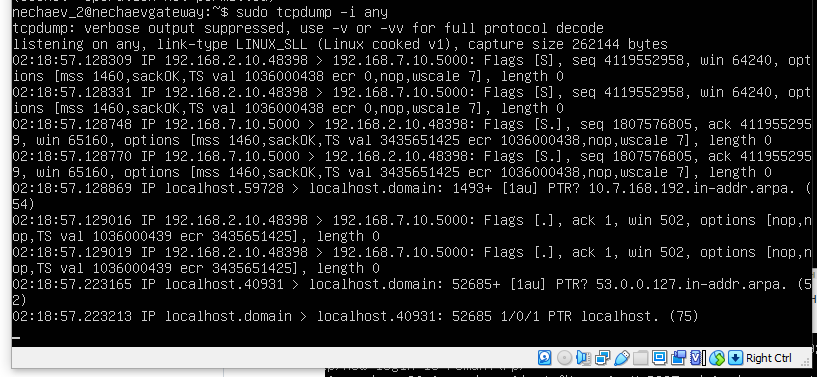 nechaev_2@nechaevgateway:~$ sudo tcpdump -i any
tcpdump: verbose output suppressed, use -v or -vv for full protocol decode
listening on any, link-type LINUX_SLL (Linux cooked v1), capture size 262144 bytes
02:18:57.128309 IP 192.168.2.10.48398 > 192.168.7.10.5000: Flags [S], seq 4119552958, win 64240, opt
ions [mss 1460,sackOK,TS val 1036000438 ecr 0,nop,wscale 7], length 0
02:18:57.128331 IP 192.168.2.10.48398 > 192.168.7.10.5000: Flags [S], seq 4119552958, win 64240, opt
ions [mss 1460,sackOK,TS val 1036000438 ecr 0,nop,wscale 7], length 0
02:18:57.128748 IP 192.168.7.10.5000 > 192.168.2.10.48398: Flags [S.], seq 1807576805, ack 411955295
9, win 65160, options [mss 1460,sackOK,TS val 3435651425 ecr 1036000438,nop,wscale 7], length 0
02:18:57.128770 IP 192.168.7.10.5000 > 192.168.2.10.48398: Flags [S.], seq 1807576805, ack 411955295
9, win 65160, options [mss 1460,sackOK,TS val 3435651425 ecr 1036000438,nop,wscale 7], length 0
02:18:57.128869 IP localhost.59728 > localhost.domain: 1493+ [1au] PTR? 10.7.168.192.in-addr.arpa. (
54)
02:18:57.129016 IP 192.168.2.10.48398 > 192.168.7.10.5000: Flags [.], ack 1, win 502, options [nop,n
op,TS val 1036000439 ecr 3435651425], length 0
02:18:57.129019 IP 192.168.2.10.48398 > 192.168.7.10.5000: Flags [.], ack 1, win 502, options [nop,n
op,TS val 1036000439 ecr 3435651425], length 0
02:18:57.223165 IP localhost.40931 > localhost.domain: 52685+ [1au] PTR? 53.0.0.127.in-addr.arpa. (5
2)
02:18:57.223213 IP localhost.domain > localhost.40931: 52685 1/0/1 PTR localhost. (75)
Right Ctrl